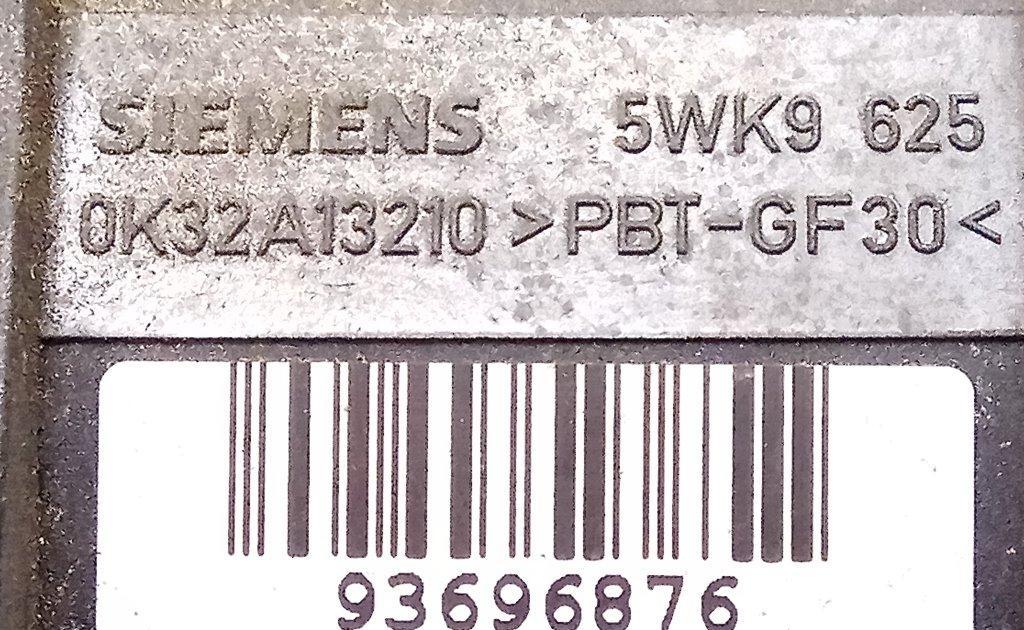 SIEMENS 5WK9 625
0K32A13210 >PBT-GF30<
93696876